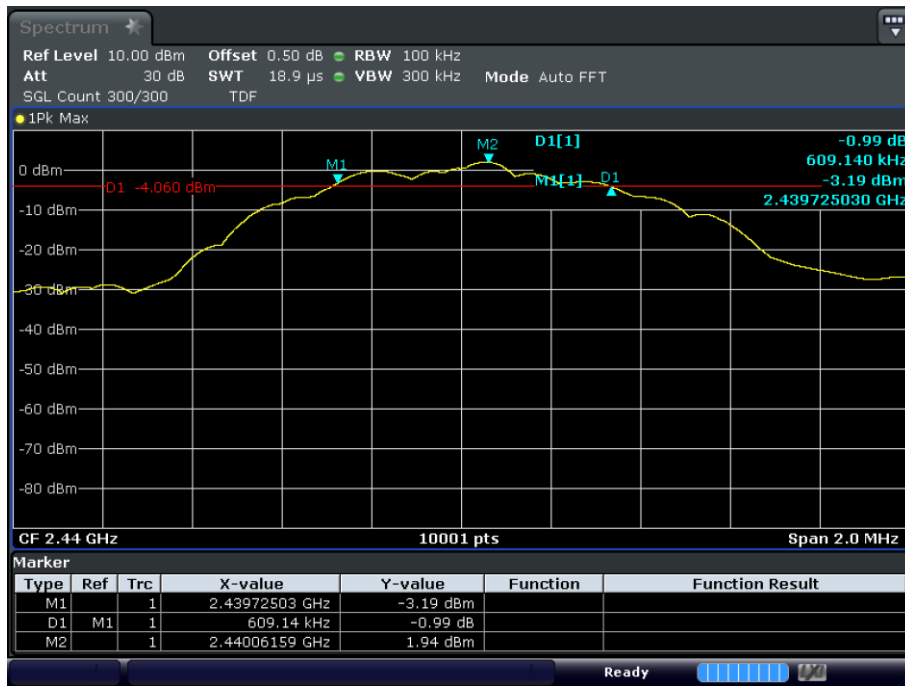 Spectrum
Ref Level 10.00 dBm Offset 0.50 dB RBW 100 kHz
Att 30 dB SWT 18.9 µs VBW 300 kHz Mode Auto FFT
SGL Count 300/300 TDF
1Pk Max
M2 D1[1] -0.99 dB
609.140 kHz
0 dBm M1
M1[1] D1 -3.19 dBm
D1 -4.060 dBm
2.439725030 GHz
-10 dBm
-20 dBm
-30 dBm
-40 dBm
-50 dBm
-60 dBm
-70 dBm
-80 dBm
CF 2.44 GHz 10001 pts Span 2.0 MHz
Marker
Type Ref Trc X-value Y-value Function Function Result
M1 1 2.43972503 GHz -3.19 dBm
D1 M1 1 609.14 kHz -0.99 dB
M2 1 2.44006159 GHz 1.94 dBm
Ready